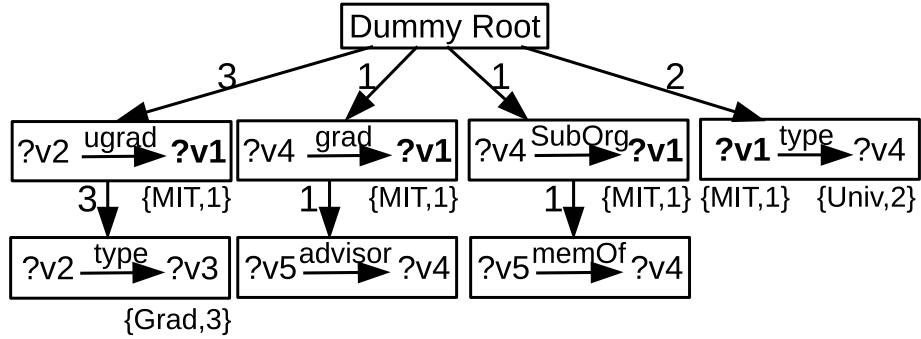 Dummy Root
3 1 1 2
?v2 ugrad ?v1
?v4 grad ?v1
?v4 SubOrg ?v1
?v1 type ?v4
{MIT,1}
{MIT,1}
{MIT,1}
{MIT,1} {Univ,2}
3 1 1
?v2 type ?v3
?v5 advisor ?v4
?v5 memOf ?v4
{Grad,3}